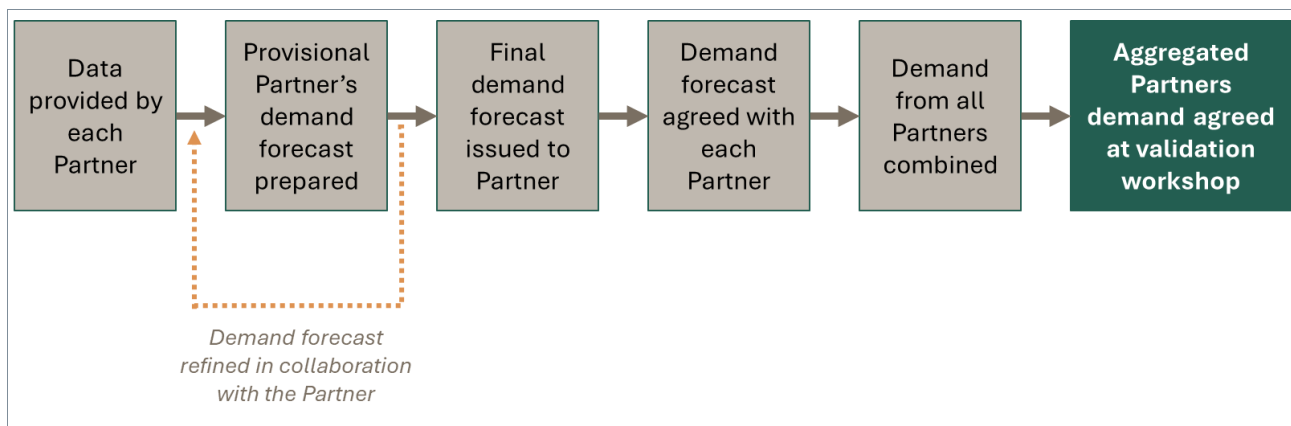 Data
provided by
each
Partner
Provisional
Partner’s
demand
forecast
prepared
Final
demand
forecast
issued to
Partner
Demand
forecast
agreed with
each
Partner
Demand
from all
Partners
combined
Aggregated
Partners
demand agreed
at validation
workshop
Demand forecast
refined in collaboration
with the Partner